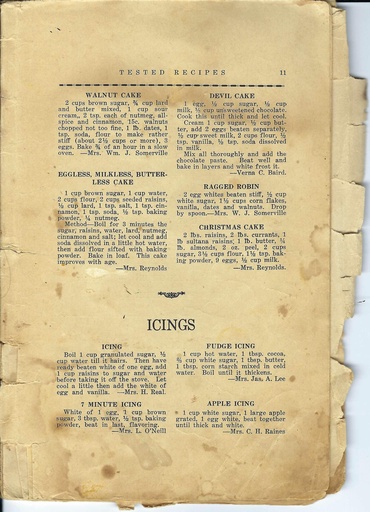 TESTED RECIPES 11
WALNUT CAKE
2 cups brown sugar, ¾ cup lard
and butter mixed, 1 cup sour
cream, 2 tsp. each of nutmeg, all-
spice and cinnamon, 15c. walnuts
chopped not too fine, 1 lb. dates, 1
tsp. soda, flour to make rather
stiff (about 2½ cups or more), 3
eggs. Bake ¾ of an hour in a slow
oven. —Mrs. Wm. J. Somerville
EGGLESS, MILKLESS, BUTTER-
LESS CAKE
1 cup brown sugar, 1 cup water,
2 cups flour, 2 cups seeded raisins,
½ cup lard, 1 tsp. salt, 1 tsp. cin-
namon, 1 tsp. soda, ½ tsp. baking
powder, ¼ nutmeg.
Method—Boil for 3 minutes the
sugar, raisins, water, lard, nutmeg,
cinnamon and salt; let cool and add
soda dissolved in a little hot water,
then add flour sifted with baking
powder. Bake in loaf. This cake
improves with age.
—Mrs. Reynolds
DEVIL CAKE
1 egg, ½ cup sugar, ½ cup
milk, ½ cup unsweetened chocolate.
Cook this until thick and let cool.
Cream 1 cup sugar, ½ cup but-
ter, add 2 eggs beaten separately,
½ cup sweet milk, 2 cups flour, ½
tsp. vanilla, ½ tsp. soda dissolved
in milk.
Mix all thoroughly and add the
chocolate paste. Beat well and
bake in layers and white frost it.
—Verna C. Baird.
RAGGED ROBIN
2 egg whites beaten stiff, ½ cup
white sugar, 1½ cups corn flakes,
vanilla, dates and walnuts. Drop
by spoon.—Mrs. W. J. Somerville
CHRISTMAS CAKE
2 lbs. raisins, 2 lbs. currants, 1
lb sultana raisins, 1 lb. butter, ¼
lb. almonds, 2 oz. peel, 2 cups
sugar, 3½ cups flour, 1½ tsp. bak-
ing powder, 9 eggs, ½ cup milk.
—Mrs. Reynolds.
ICINGS
ICING
Boil 1 cup granulated sugar, ½
cup water till it hairs. Then have
ready beaten white of one egg, add
1 cup raisins to sugar and water
before taking it off the stove. Let
cool a little then add the white of
egg and vanilla. —Mrs. H. Real.
7 MINUTE ICING
White of 1 egg, 1 cup brown
sugar, 3 tbsp. water, ½ tsp. baking
powder, beat in last, flavoring.
—Mrs. L. O'Neill
FUDGE ICING
1 cup hot water, 1 tbsp. cocoa,
¾ cup white sugar, 1 tbsp. butter,
1 tbsp. corn starch mixed in cold
water. Boil until it thickens.
—Mrs. Jas. A. Lee
APPLE ICING
1 cup white sugar, 1 large apple
grated, 1 egg white, beat together
until thick and white.
—Mrs. C. H. Raines